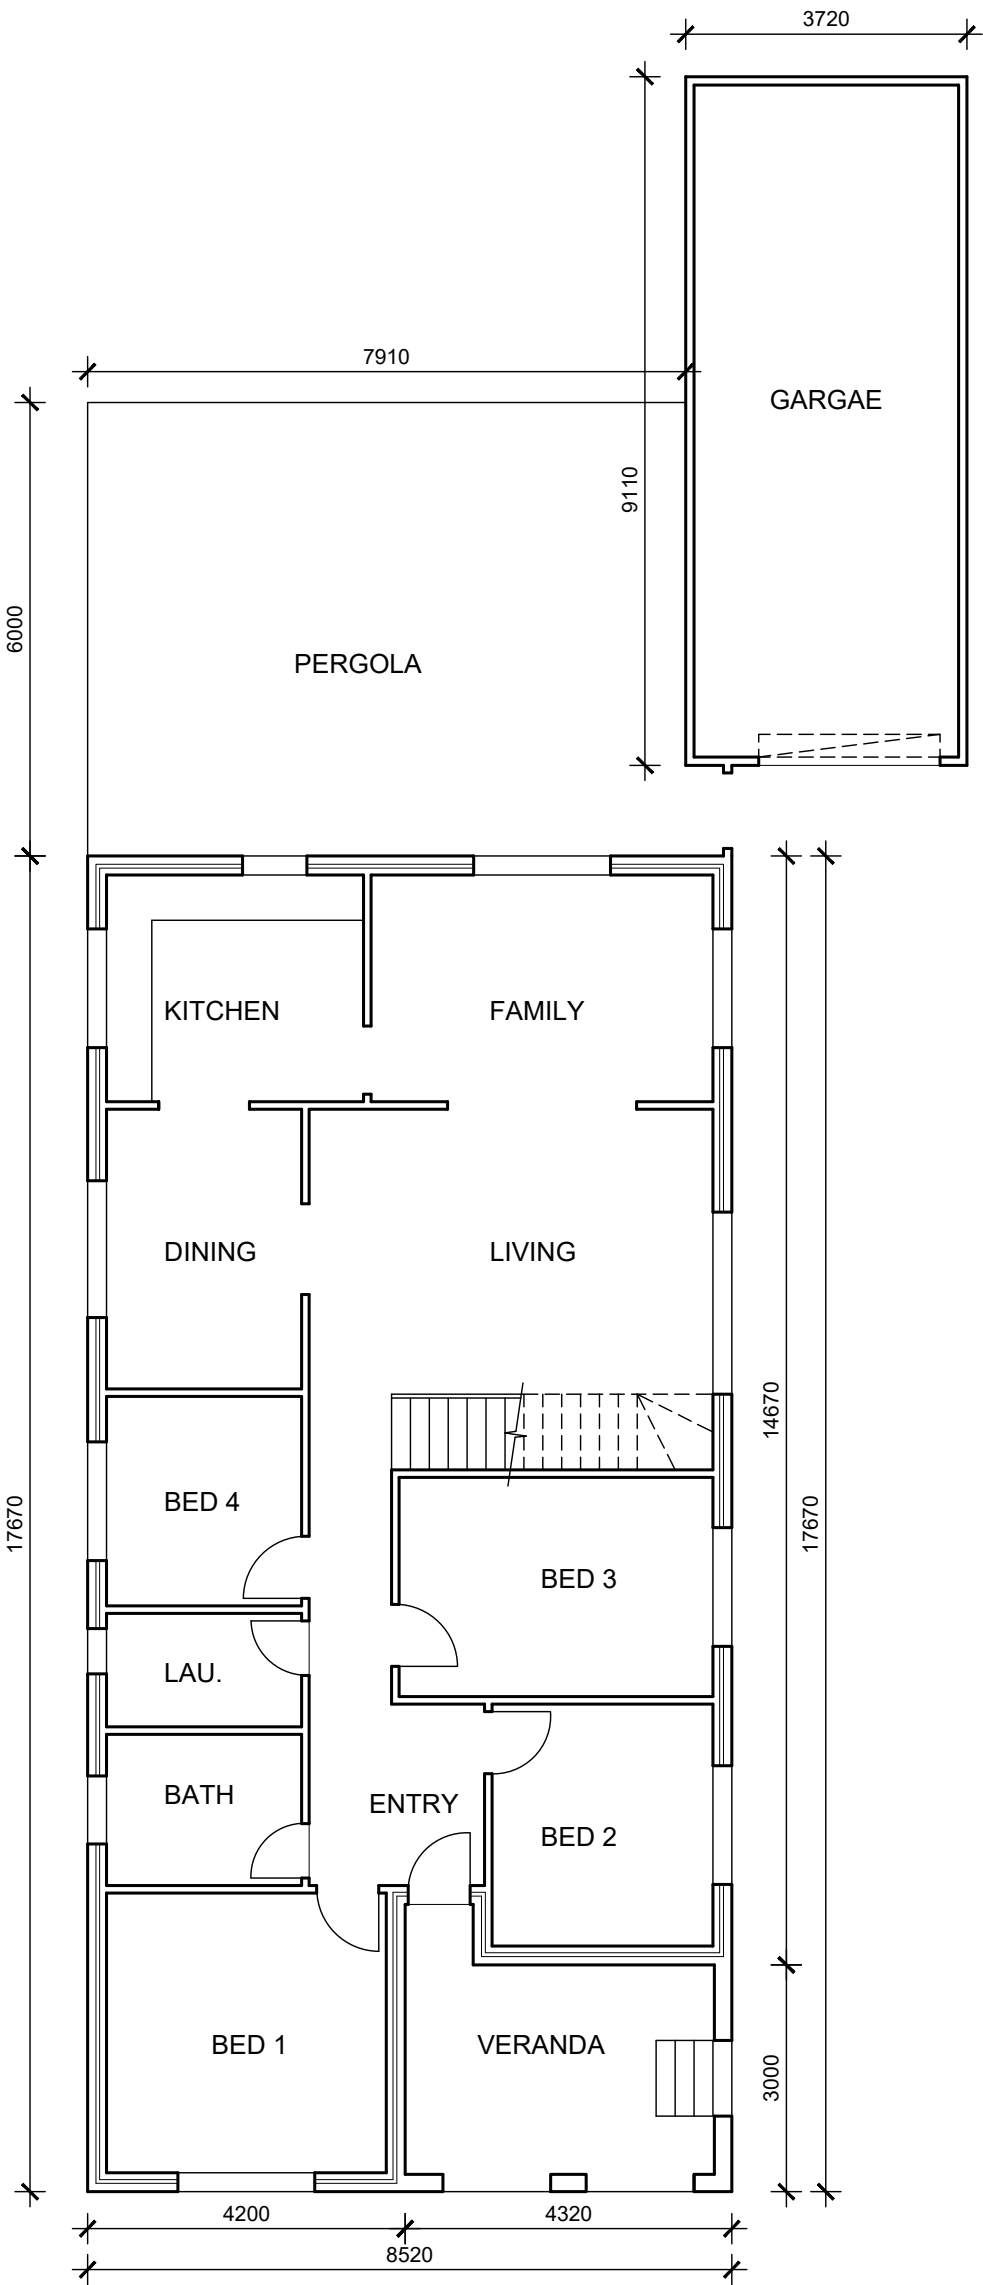 3720
7910
GARGAE
9110
6000
PERGOLA
KITCHEN
FAMILY
DINING
LIVING
14670
BED 4
17670
17670
BED 3
LAU.
BATH
ENTRY
BED 2
BED 1
VERANDA
3000
4200
4320
8520